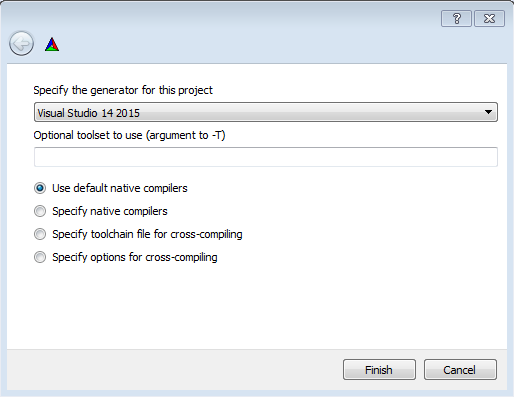 ?
Specify the generator for this project
Visual Studio 14 2015
Optional toolset to use (argument to -T)
Use default native compilers
Specify native compilers
Specify toolchain file for cross-compiling
Specify options for cross-compiling
Finish
Cancel